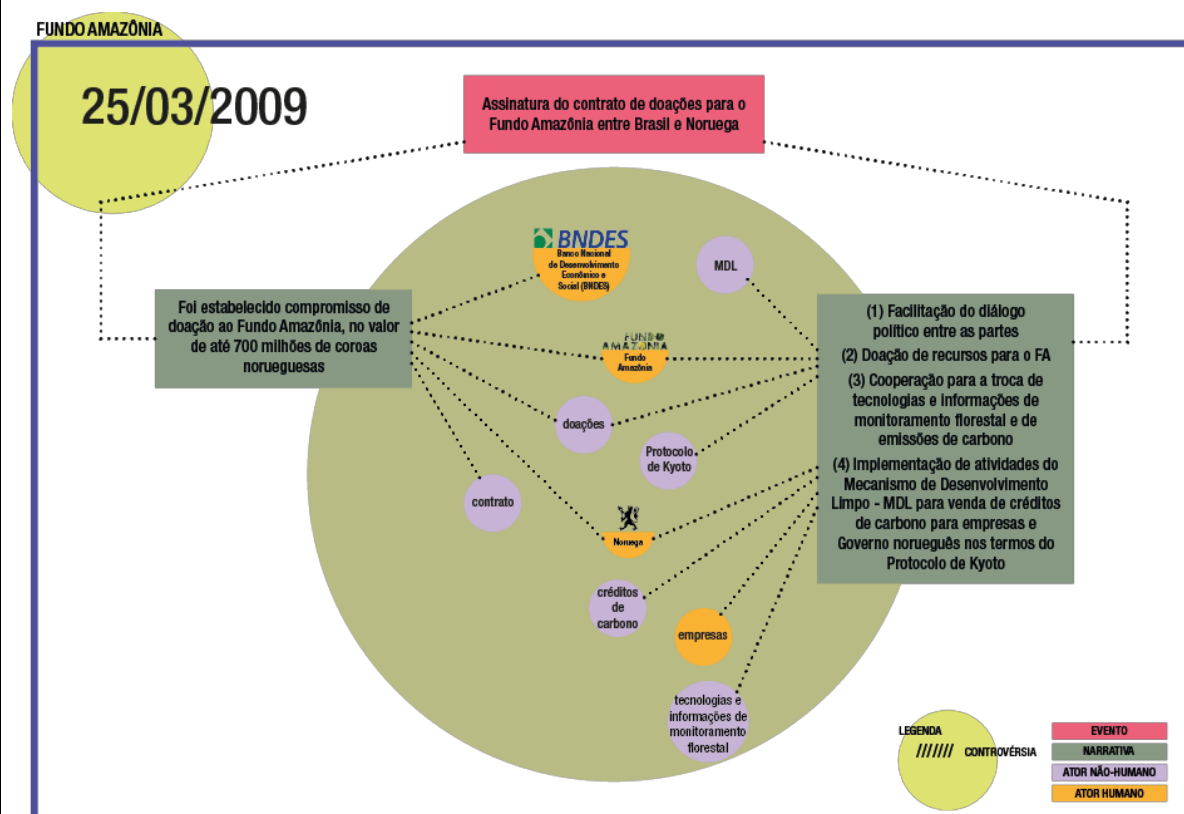 FUNDO AMAZÔNIA
25/03/2009
Assinatura do contrato de doações para o
Fundo Amazônia entre Brasil e Noruega
BNDES
Banco Nacional
de Desenvolvimento
Econômico e
Social (BNDES)
MDL
Foi estabelecido compromisso de
doação ao Fundo Amazônia, no valor
de até 700 milhões de coroas
norueguesas
FUNDO
AMAZONIA
Fundo
Amazônia
(1) Facilitação do diálogo
político entre as partes
(2) Doação de recursos para o FA
(3) Cooperação para a troca de
tecnologias e informações de
monitoramento florestal e de
emissões de carbono
(4) Implementação de atividades do
Mecanismo de Desenvolvimento
Limpo - MDL para venda de créditos
de carbono para empresas e
Governo norueguês nos termos do
Protocolo de Kyoto
doações
Protocolo
de Kyoto
contrato
Noruega
créditos
de
carbono
empresas
tecnologias e
informações de
monitoramento
florestal
LEGENDA
/////// CONTROVÉRSIA
EVENTO
NARRATIVA
ATOR NÃO-HUMANO
ATOR HUMANO